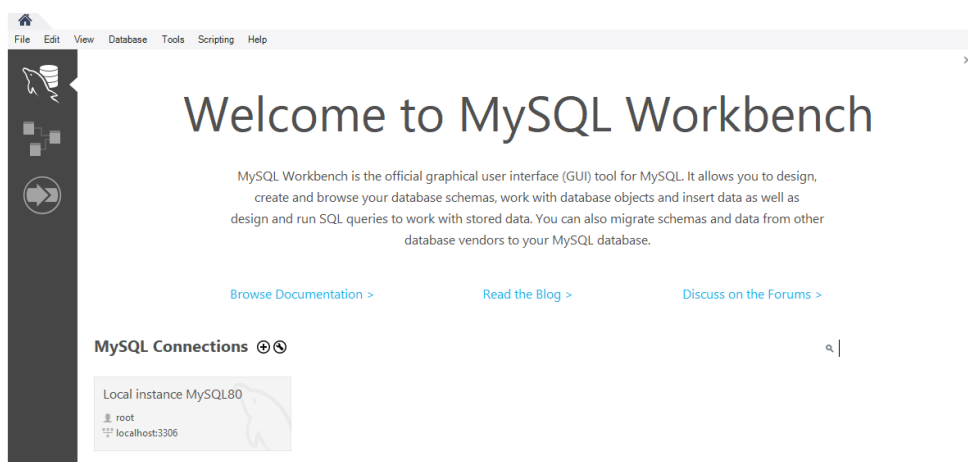 File Edit View Database Tools Scripting Help
Welcome to MySQL Workbench
MySQL Workbench is the official graphical user interface (GUI) tool for MySQL. It allows you to design,
create and browse your database schemas, work with database objects and insert data as well as
design and run SQL queries to work with stored data. You can also migrate schemas and data from other
database vendors to your MySQL database.
Browse Documentation > Read the Blog > Discuss on the Forums >
MySQL Connections
Local instance MySQL80
root
localhost:3306